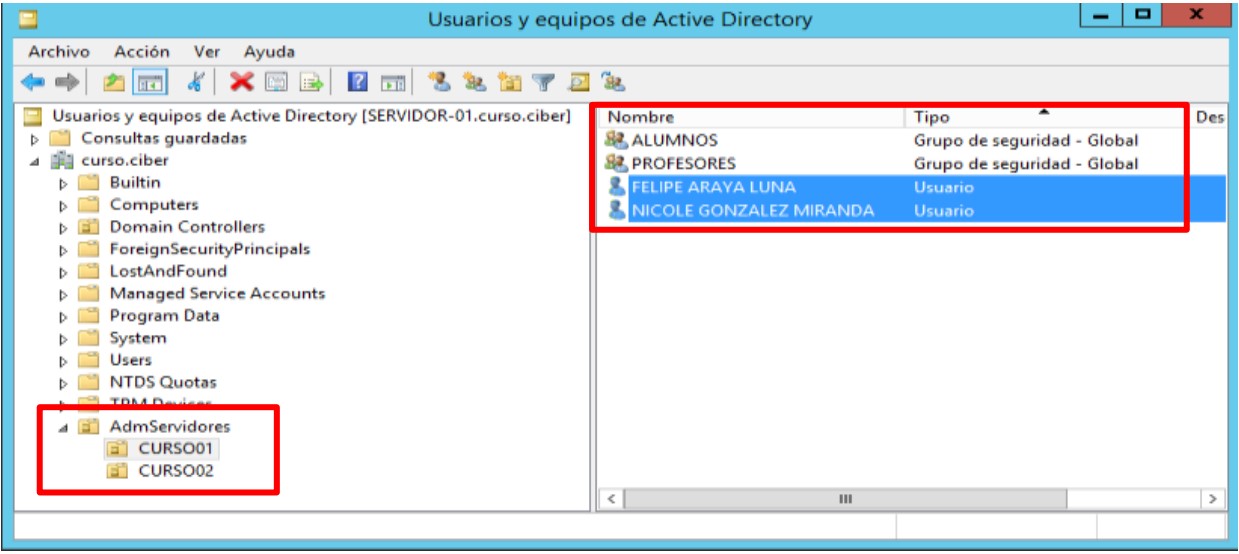 Usuarios y equipos de Active Directory
Archivo Acción Ver Ayuda
Usuarios y equipos de Active Directory [SERVIDOR-01.curso.ciber]
Consultas guardadas
curso.ciber
Builtin
Computers
Domain Controllers
ForeignSecurityPrincipals
LostAndFound
Managed Service Accounts
Program Data
System
Users
NTDS Quotas
TPM Devices
AdmServidores
CURSO01
CURSO02
Nombre Tipo Des
ALUMNOS Grupo de seguridad - Global
PROFESORES Grupo de seguridad - Global
FELIPE ARAYA LUNA Usuario
NICOLE GONZALEZ MIRANDA Usuario